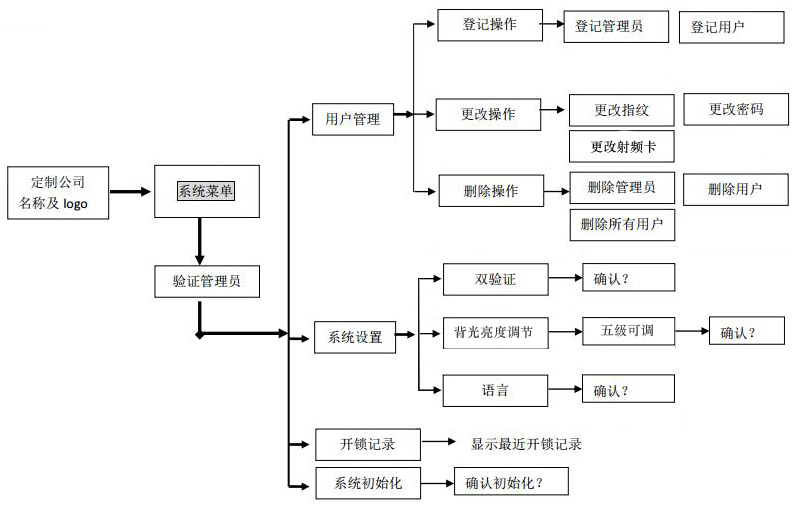 登记操作
登记管理员
登记用户
用户管理
更改操作
更改指纹
更改密码
更改射频卡
定制公司
名称及 logo
系统菜单
删除操作
删除管理员
删除用户
删除所有用户
验证管理员
双验证
确认？
系统设置
背光亮度调节
五级可调
确认？
语言
确认？
开锁记录
显示最近开锁记录
系统初始化
确认初始化？